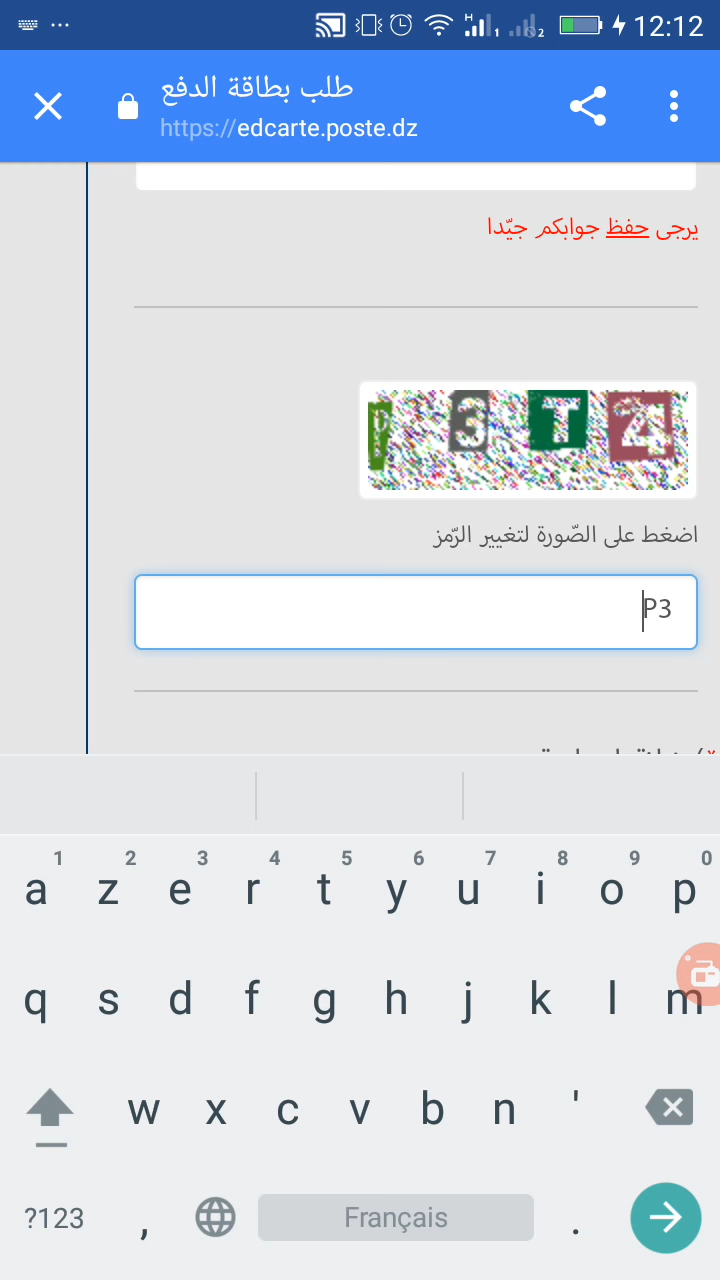 12:12
طلب بطاقة الدفع
https://edcarte.poste.dz
يرجى حفظ جوابكم جيّدا
3 T
اضغط على الصّورة لتغيير الرّمز
P3
1 2 3 4 5 6 7 8 9 0
a z e r t y u i o p
q s d f g h j k l m
w x c v b n '
?123 , Français .